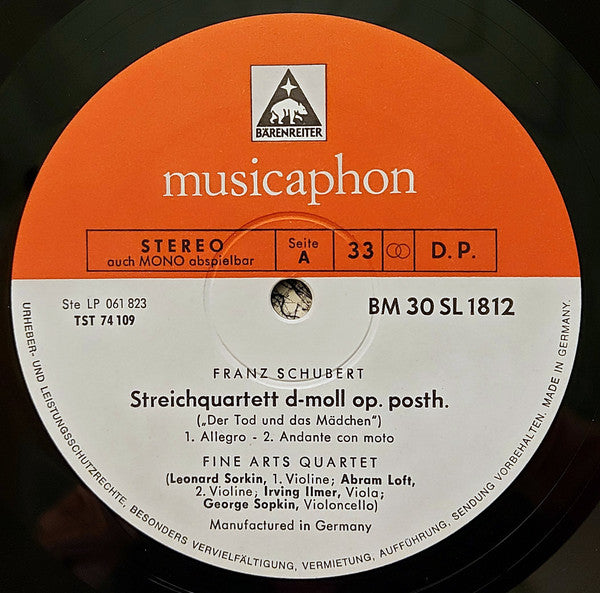 BÄRENREITER
musicaphon
STEREO
auch MONO abspielbar
Seite
A
33
D. P.
Ste LP 061 823
TST 74 109
BM 30 SL 1812
FRANZ SCHUBERT
Streichquartett d-moll op. posth.
(„Der Tod und das Mädchen“)
1. Allegro - 2. Andante con moto
FINE ARTS QUARTET
(Leonard Sorkin, 1. Violine; Abram Loft,
2. Violine; Irving Ilmer, Viola;
George Sopkin, Violoncello)
Manufactured in Germany
URHEBER- UND LEISTUNGSSCHUTZRECHTE, BESONDERS VERVIELFÄLTIGUNG, VERMIETUNG, AUFFÜHRUNG, SENDUNG VORBEHALTEN. MADE IN GERMANY.